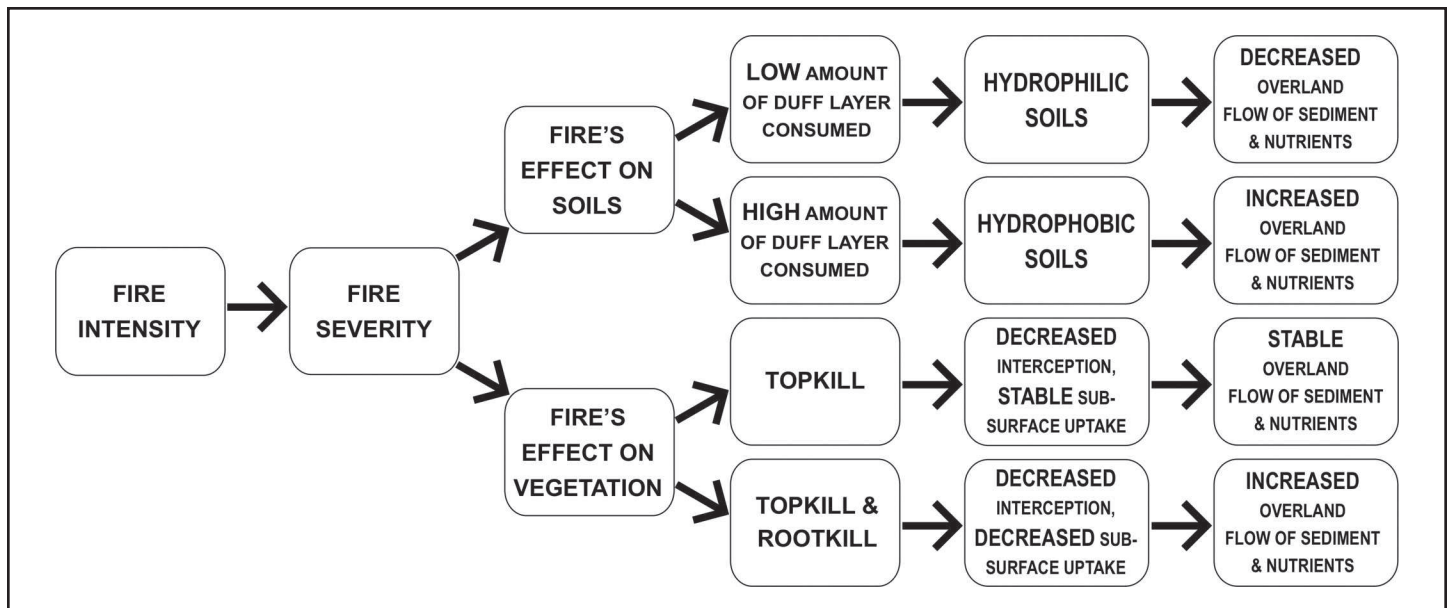 FIRE
INTENSITY
FIRE
SEVERITY
FIRE'S
EFFECT ON
SOILS
FIRE'S
EFFECT ON
VEGETATION
LOW AMOUNT
OF DUFF LAYER
CONSUMED
HYDROPHILIC
SOILS
DECREASED
OVERLAND
FLOW OF SEDIMENT
& NUTRIENTS
HIGH AMOUNT
OF DUFF LAYER
CONSUMED
HYDROPHOBIC
SOILS
INCREASED
OVERLAND
FLOW OF SEDIMENT
& NUTRIENTS
TOPKILL
DECREASED
INTERCEPTION,
STABLE SUB-
SURFACE UPTAKE
STABLE
OVERLAND
FLOW OF SEDIMENT
& NUTRIENTS
TOPKILL &
ROOTKILL
DECREASED
INTERCEPTION,
DECREASED SUB-
SURFACE UPTAKE
INCREASED
OVERLAND
FLOW OF SEDIMENT
& NUTRIENTS